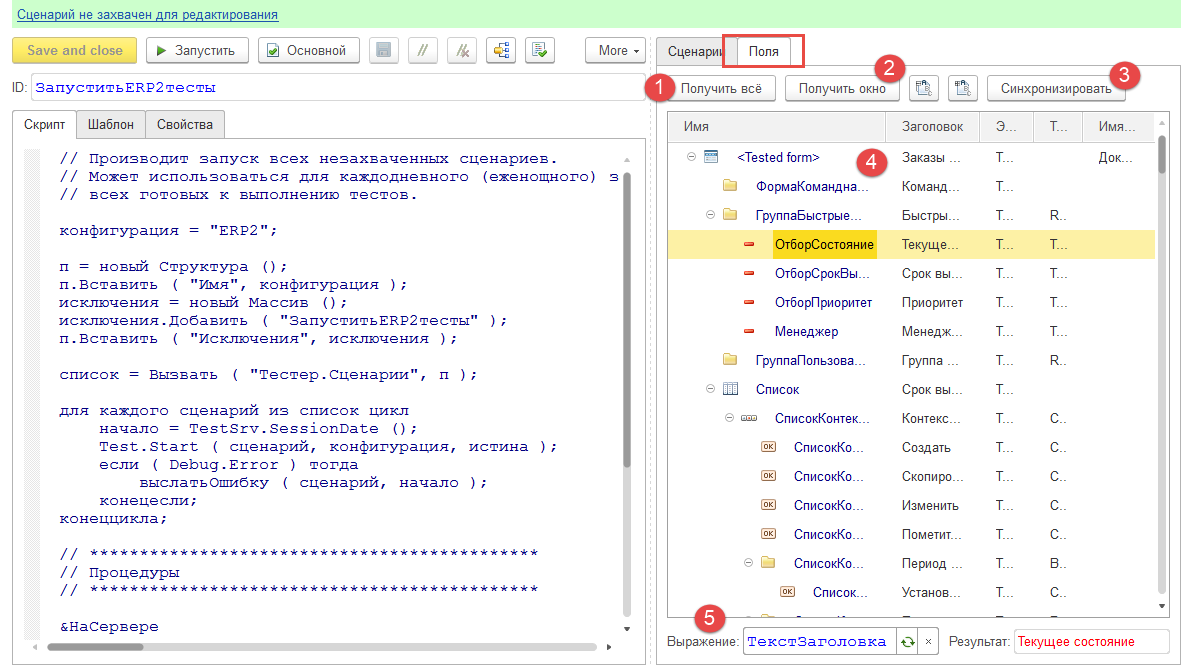 Сценарий не захвачен для редактирования
Save and close
Запустить
Основной
More
Сценарии
Поля
ID:
ЗапуститьERP2тесты
1
Получить всё
Получить окно
2
Синхронизировать
3
Скрипт
Шаблон
Свойства
// Производит запуск всех незахваченных сценариев.
// Может использоваться для каждодневного (еженощного) з
// всех готовых к выполнению тестов.
конфигурация = "ERP2";
п = новый Структура ();
п.Вставить ( "Имя", конфигурация );
исключения = новый Массив ();
исключения.Добавить ( "ЗапуститьERP2тесты" );
п.Вставить ( "Исключения", исключения );
список = Вызвать ( "Тестер.Сценарии", п );
для каждого сценарий из список цикл
начало = TestSrv.SessionDate ();
Test.Start ( сценарий, конфигурация, истина );
если ( Debug.Error ) тогда
выслатьОшибку ( сценарий, начало );
конецесли;
конеццикла;
// *********************************************
// Процедуры
// *********************************************
&НаСервере
Имя Заголовок Э... Т... Имя...
<Tested form> 4 Заказы ... Т... Док...
ФормаКомандна... Команд... Т...
ГруппаБыстрые... Быстры... Т... R..
ОтборСостояние Текуще... Т... Т...
ОтборСрокВы... Срок вы... Т... Т...
ОтборПриоритет Приоритет Т... Т...
Менеджер Менедж... Т... Т...
ГруппаПользова... Группа ... Т... R..
Список Срок вы... Т...
СписокКонтек... Контекс... Т... С..
OK СписокКо... Создать Т... С..
OK СписокКо... Скопиро... Т... С..
OK СписокКо... Изменить Т... С..
OK СписокКо... Пометит... Т... С..
СписокКо... Период ... Т... В..
OK Список... Установ... Т... С..
5
Выражение: ТекстЗаголовка × Результат: Текущее состояние